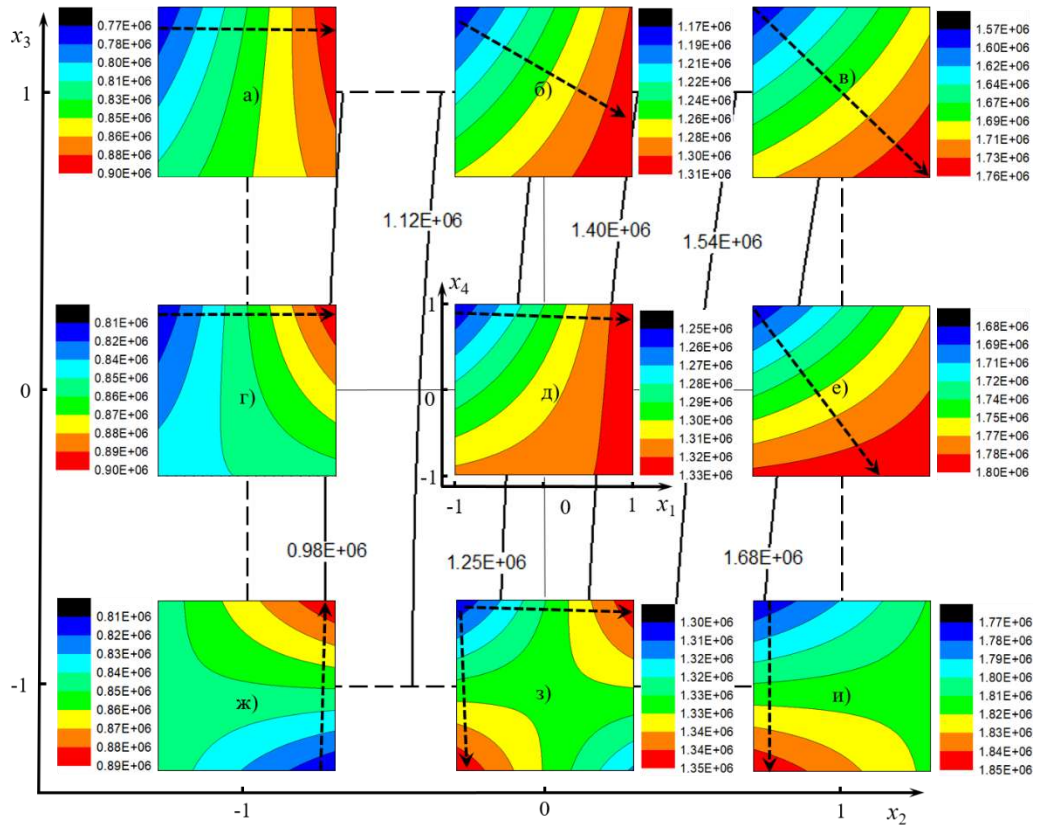 x3
1
0
-1
0.77E+06
0.78E+06
0.80E+06
0.81E+06
0.83E+06
0.86E+06
0.88E+06
0.90E+06
а)
1.17E+06
1.19E+06
1.21E+06
1.22E+06
1.24E+06
1.26E+06
1.28E+06
1.30E+06
1.31E+06
б)
1.57E+06
1.60E+06
1.62E+06
1.64E+06
1.67E+06
1.69E+06
1.71E+06
1.73E+06
1.76E+06
в)
1.12E+06
1.40E+06
1.54E+06
0.81E+06
0.82E+06
0.84E+06
0.85E+06
0.86E+06
0.87E+06
0.88E+06
0.89E+06
0.90E+06
г)
x4
1
0
-1
-1
0
1
x1
1.25E+06
1.26E+06
1.27E+06
1.28E+06
1.29E+06
1.30E+06
1.31E+06
1.32E+06
1.33E+06
д)
1.68E+06
1.69E+06
1.71E+06
1.72E+06
1.74E+06
1.75E+06
1.77E+06
1.78E+06
1.80E+06
е)
0.98E+06
1.25E+06
1.68E+06
0.81E+06
0.82E+06
0.83E+06
0.84E+06
0.85E+06
0.86E+06
0.87E+06
0.88E+06
0.89E+06
ж)
1.30E+06
1.31E+06
1.31E+06
1.32E+06
1.33E+06
1.33E+06
1.34E+06
1.34E+06
1.35E+06
з)
1.77E+06
1.78E+06
1.79E+06
1.80E+06
1.81E+06
1.82E+06
1.82E+06
1.84E+06
1.85E+06
и)
-1
0
1
x2